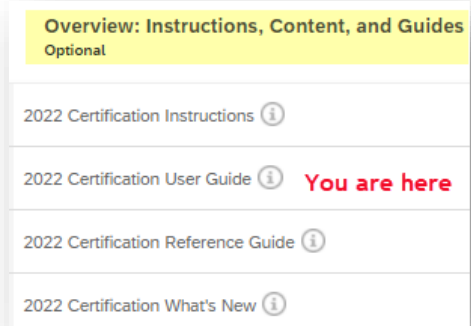 Overview: Instructions, Content, and Guides
Optional
2022 Certification Instructions
2022 Certification User Guide You are here
2022 Certification Reference Guide
2022 Certification What's New